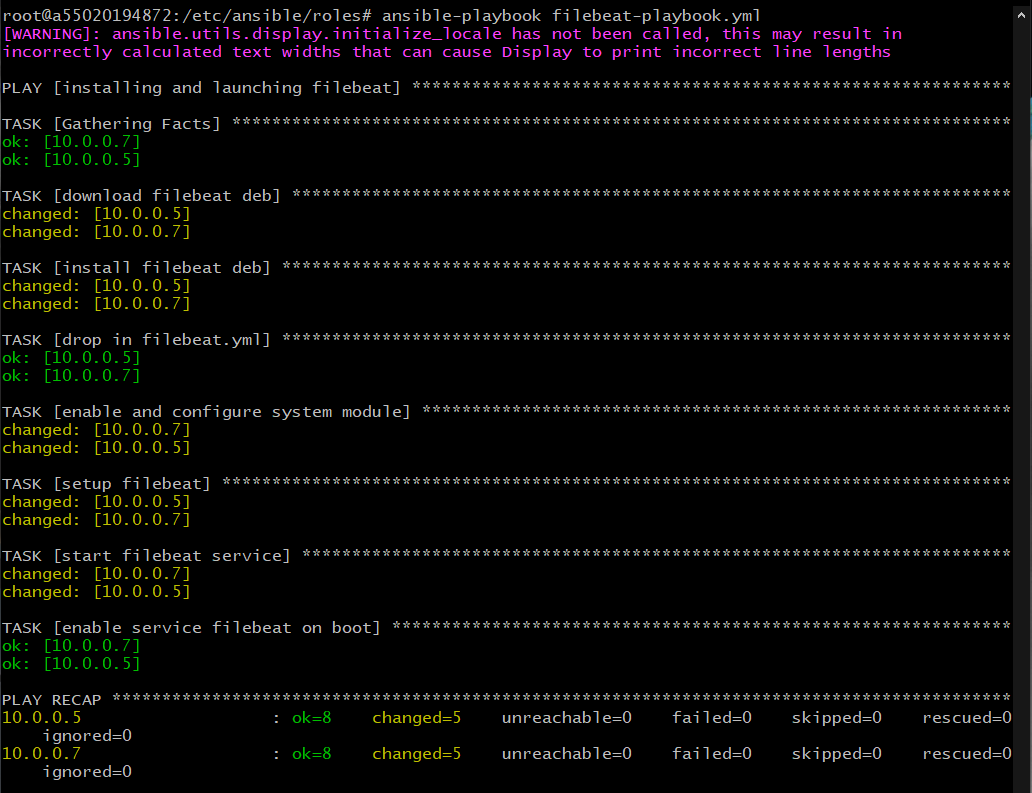 root@a55020194872:/etc/ansible/roles# ansible-playbook filebeat-playbook.yml
[WARNING]: ansible.utils.display.initialize_locale has not been called, this may result in
incorrectly calculated text widths that can cause Display to print incorrect line lengths
PLAY [installing and launching filebeat] ************************************************************
TASK [Gathering Facts] ******************************************************************************
ok: [10.0.0.7]
ok: [10.0.0.5]
TASK [download filebeat deb] ************************************************************************
changed: [10.0.0.5]
changed: [10.0.0.7]
TASK [install filebeat deb] *************************************************************************
changed: [10.0.0.5]
changed: [10.0.0.7]
TASK [drop in filebeat.yml] *************************************************************************
ok: [10.0.0.5]
ok: [10.0.0.7]
TASK [enable and configure system module] ***********************************************************
changed: [10.0.0.7]
changed: [10.0.0.5]
TASK [setup filebeat] *******************************************************************************
changed: [10.0.0.5]
changed: [10.0.0.7]
TASK [start filebeat service] ***********************************************************************
changed: [10.0.0.7]
changed: [10.0.0.5]
TASK [enable service filebeat on boot] **************************************************************
ok: [10.0.0.7]
ok: [10.0.0.5]
PLAY RECAP ******************************************************************************************
10.0.0.5                   : ok=8    changed=5    unreachable=0    failed=0    skipped=0    rescued=0
    ignored=0
10.0.0.7                   : ok=8    changed=5    unreachable=0    failed=0    skipped=0    rescued=0
    ignored=0